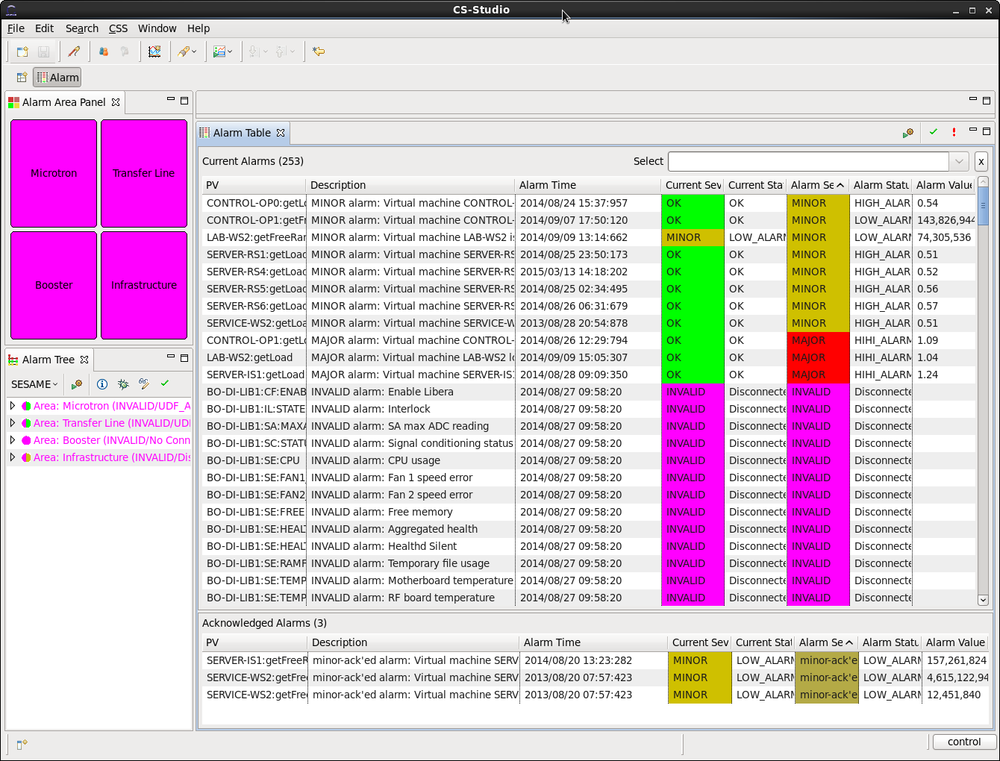 CS-Studio
File Edit Search CSS Window Help
Alarm
Alarm Area Panel
Microtron Transfer Line
Booster Infrastructure
Alarm Tree
SESAME
Area: Microtron (INVALID/UDF_A
Area: Transfer Line (INVALID/UD
Area: Booster (INVALID/No Conn
Area: Infrastructure (INVALID/Dis
Alarm Table
Current Alarms (253) Select x
PV Description Alarm Time Current Sev Current Sta Alarm Se Alarm Statu Alarm Value
CONTROL-OP0:getLo MINOR alarm: Virtual machine CONTROL- 2014/08/24 15:37:957 OK OK MINOR HIGH_ALAR 0.54
CONTROL-OP1:getFr MINOR alarm: Virtual machine CONTROL- 2014/09/07 17:50:120 OK OK MINOR LOW_ALARM 143,826,944
LAB-WS2:getFreeRar MINOR alarm: Virtual machine LAB-WS2 i 2014/09/09 13:14:662 MINOR LOW_ALARM MINOR LOW_ALARM 74,305,536
SERVER-RS1:getLoad MINOR alarm: Virtual machine SERVER-RS 2014/08/25 23:50:173 OK OK MINOR HIGH_ALAR 0.51
SERVER-RS4:getLoad MINOR alarm: Virtual machine SERVER-RS 2015/03/13 14:18:202 OK OK MINOR HIGH_ALAR 0.52
SERVER-RS5:getLoad MINOR alarm: Virtual machine SERVER-RS 2014/08/25 02:34:495 OK OK MINOR HIGH_ALAR 0.56
SERVER-RS6:getLoad MINOR alarm: Virtual machine SERVER-RS 2014/08/26 06:31:679 OK OK MINOR HIGH_ALAR 0.57
SERVICE-WS2:getLoa MINOR alarm: Virtual machine SERVICE-W 2013/08/28 20:54:878 OK OK MINOR HIGH_ALAR 0.51
CONTROL-OP1:getLo MAJOR alarm: Virtual machine CONTROL- 2014/08/26 12:29:794 OK OK MAJOR HIHI_ALARM 1.09
LAB-WS2:getLoad MAJOR alarm: Virtual machine LAB-WS2 lo 2014/09/09 15:05:307 OK OK MAJOR HIHI_ALARM 1.04
SERVER-IS1:getLoad MAJOR alarm: Virtual machine SERVER-IS 2014/08/28 09:09:350 OK OK MAJOR HIHI_ALARM 1.24
BO-DI-LIB1:CF:ENAB INVALID alarm: Enable Libera 2014/08/27 09:58:20 INVALID Disconnecte INVALID Disconnecte
BO-DI-LIB1:IL:STATE INVALID alarm: Interlock 2014/08/27 09:58:20 INVALID Disconnecte INVALID Disconnecte
BO-DI-LIB1:SA:MAXA INVALID alarm: SA max ADC reading 2014/08/27 09:58:20 INVALID Disconnecte INVALID Disconnecte
BO-DI-LIB1:SC:STATU INVALID alarm: Signal conditioning status 2014/08/27 09:58:20 INVALID Disconnecte INVALID Disconnecte
BO-DI-LIB1:SE:CPU INVALID alarm: CPU usage 2014/08/27 09:58:20 INVALID Disconnecte INVALID Disconnecte
BO-DI-LIB1:SE:FAN1 INVALID alarm: Fan 1 speed error 2014/08/27 09:58:20 INVALID Disconnecte INVALID Disconnecte
BO-DI-LIB1:SE:FAN2 INVALID alarm: Fan 2 speed error 2014/08/27 09:58:20 INVALID Disconnecte INVALID Disconnecte
BO-DI-LIB1:SE:FREE INVALID alarm: Free memory 2014/08/27 09:58:20 INVALID Disconnecte INVALID Disconnecte
BO-DI-LIB1:SE:HEAL INVALID alarm: Aggregated health 2014/08/27 09:58:20 INVALID Disconnecte INVALID Disconnecte
BO-DI-LIB1:SE:HEAL INVALID alarm: Healthd Silent 2014/08/27 09:58:20 INVALID Disconnecte INVALID Disconnecte
BO-DI-LIB1:SE:RAMF INVALID alarm: Temporary file usage 2014/08/27 09:58:20 INVALID Disconnecte INVALID Disconnecte
BO-DI-LIB1:SE:TEMP INVALID alarm: Motherboard temperature 2014/08/27 09:58:20 INVALID Disconnecte INVALID Disconnecte
BO-DI-LIB1:SE:TEMP INVALID alarm: RF board temperature 2014/08/27 09:58:20 INVALID Disconnecte INVALID Disconnecte
Acknowledged Alarms (3)
PV Description Alarm Time Current Sev Current Stat Alarm Se Alarm Statu Alarm Value
SERVER-IS1:getFreeR minor-ack'ed alarm: Virtual machine SERV 2014/08/20 13:23:282 MINOR LOW_ALARM minor-ack'e LOW_ALARM 157,261,824
SERVICE-WS2:getFree minor-ack'ed alarm: Virtual machine SERV 2013/08/20 07:57:423 MINOR LOW_ALARM minor-ack'e LOW_ALARM 4,615,122,94
SERVICE-WS2:getFree minor-ack'ed alarm: Virtual machine SERV 2013/08/20 07:57:423 MINOR LOW_ALARM minor-ack'e LOW_ALARM 12,451,840
control